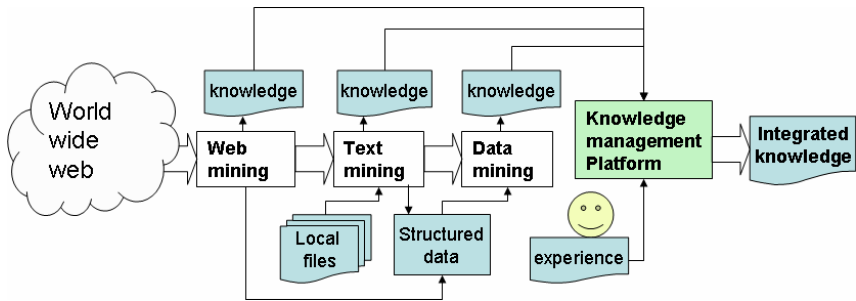 knowledge
knowledge
knowledge
World
wide
web
Web
mining
Text
mining
Data
mining
Knowledge
management
Platform
Integrated
knowledge
Local
files
Structured
data
experience